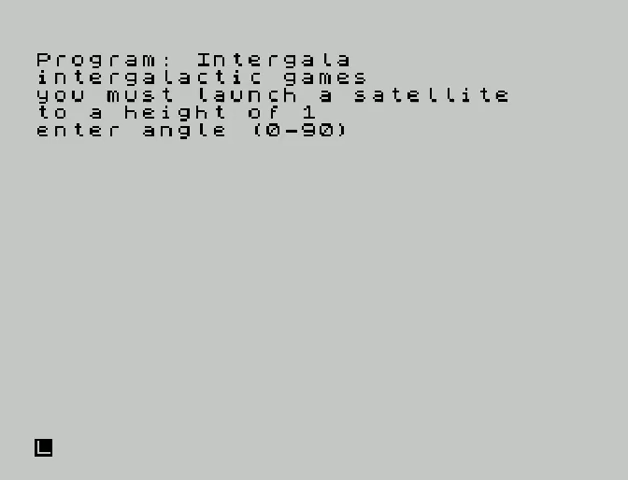 Program: Intergala
intergalactic games
you must launch a satellite
to a height of 1
enter angle (0-90)
L